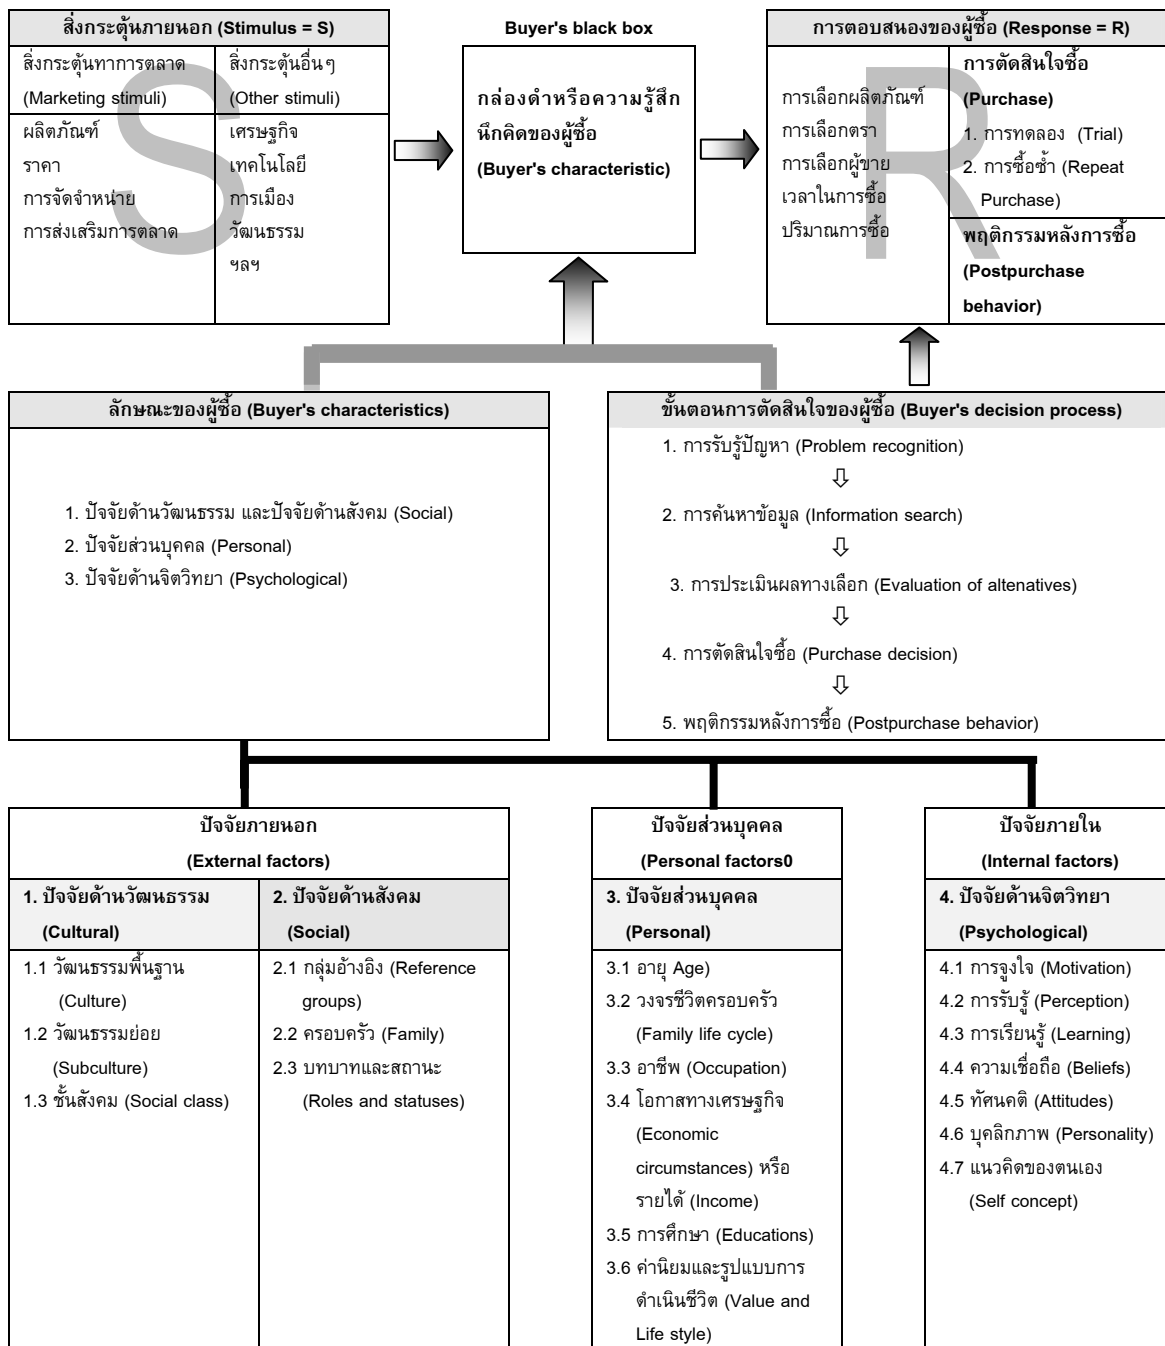 สิ่งกระตุ้นภายนอก (Stimulus = S)
สิ่งกระตุ้นทาการตลาด
(Marketing stimuli)
สิ่งกระตุ้นอื่นๆ
(Other stimuli)
ผลิตภัณฑ์
ราคา
การจัดจำหน่าย
การส่งเสริมการตลาด
เศรษฐกิจ
เทคโนโลยี
การเมือง
วัฒนธรรม
ฯลฯ
S
Buyer's black box
กล่องดำหรือความรู้สึก
นึกคิดของผู้ซื้อ
(Buyer's characteristic)
การตอบสนองของผู้ซื้อ (Response = R)
การเลือกผลิตภัณฑ์
การเลือกตรา
การเลือกผู้ขาย
เวลาในการซื้อ
ปริมาณการซื้อ
R
การตัดสินใจซื้อ
(Purchase)
1. การทดลอง (Trial)
2. การซื้อซ้ำ (Repeat
Purchase)
พฤติกรรมหลังการซื้อ
(Postpurchase
behavior)
ลักษณะของผู้ซื้อ (Buyer's characteristics)
1. ปัจจัยด้านวัฒนธรรม และปัจจัยด้านสังคม (Social)
2. ปัจจัยส่วนบุคคล (Personal)
3. ปัจจัยด้านจิตวิทยา (Psychological)
ขั้นตอนการตัดสินใจของผู้ซื้อ (Buyer's decision process)
1. การรับรู้ปัญหา (Problem recognition)
2. การค้นหาข้อมูล (Information search)
3. การประเมินผลทางเลือก (Evaluation of altenatives)
4. การตัดสินใจซื้อ (Purchase decision)
5. พฤติกรรมหลังการซื้อ (Postpurchase behavior)
ปัจจัยภายนอก
(External factors)
1. ปัจจัยด้านวัฒนธรรม
(Cultural)
1.1 วัฒนธรรมพื้นฐาน
(Culture)
1.2 วัฒนธรรมย่อย
(Subculture)
1.3 ชั้นสังคม (Social class)
2. ปัจจัยด้านสังคม
(Social)
2.1 กลุ่มอ้างอิง (Reference
groups)
2.2 ครอบครัว (Family)
2.3 บทบาทและสถานะ
(Roles and statuses)
ปัจจัยส่วนบุคคล
(Personal factors0
3. ปัจจัยส่วนบุคคล
(Personal)
3.1 อายุ Age)
3.2 วงจรชีวิตครอบครัว
(Family life cycle)
3.3 อาชีพ (Occupation)
3.4 โอกาสทางเศรษฐกิจ
(Economic
circumstances) หรือ
รายได้ (Income)
3.5 การศึกษา (Educations)
3.6 ค่านิยมและรูปแบบการ
ดำเนินชีวิต (Value and
Life style)
ปัจจัยภายใน
(Internal factors)
4. ปัจจัยด้านจิตวิทยา
(Psychological)
4.1 การจูงใจ (Motivation)
4.2 การรับรู้ (Perception)
4.3 การเรียนรู้ (Learning)
4.4 ความเชื่อถือ (Beliefs)
4.5 ทัศนคติ (Attitudes)
4.6 บุคลิกภาพ (Personality)
4.7 แนวคิดของตนเอง
(Self concept)